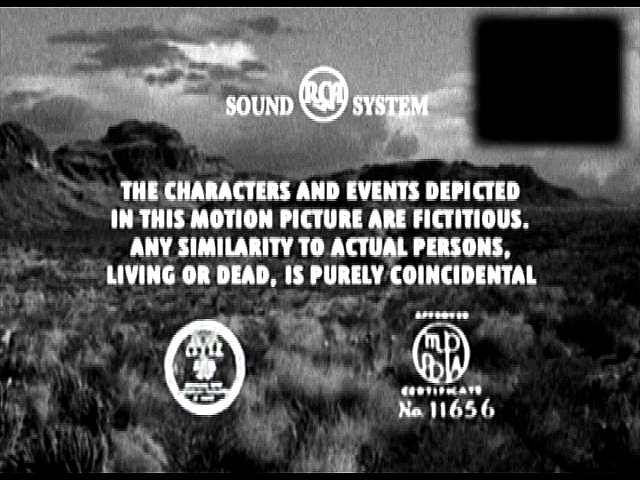 SOUND RCA SYSTEM
THE CHARACTERS AND EVENTS DEPICTED
IN THIS MOTION PICTURE ARE FICTITIOUS.
ANY SIMILARITY TO ACTUAL PERSONS,
LIVING OR DEAD, IS PURELY COINCIDENTAL
APPROVED
MPPDA
CERTIFICATE
No 11656